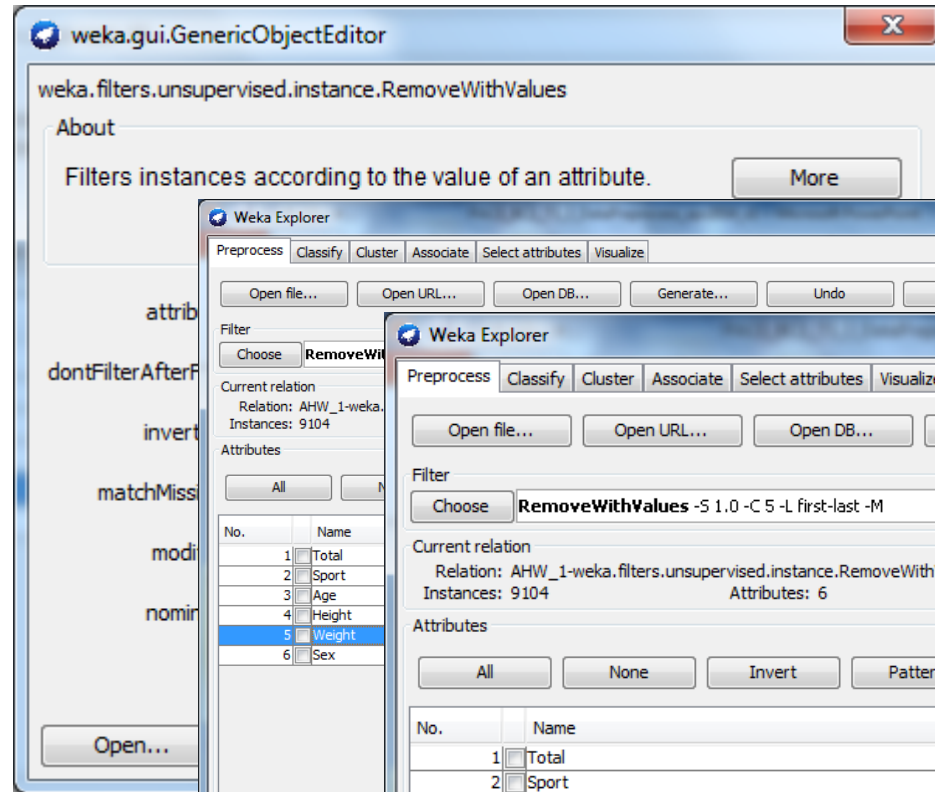 weka.gui.GenericObjectEditor
weka.filters.unsupervised.instance.RemoveWithValues
About
Filters instances according to the value of an attribute.
More
attrib
dontFilterAfterF
invert
matchMissi
modif
nomin
Open...
Weka Explorer
Preprocess Classify Cluster Associate Select attributes Visualize
Open file... Open URL... Open DB... Generate... Undo
Filter
Choose RemoveWit
Current relation
Relation: AHW_1-weka.
Instances: 9104
Attributes
All N
No. Name
1 Total
2 Sport
3 Age
4 Height
5 Weight
6 Sex
Weka Explorer
Preprocess Classify Cluster Associate Select attributes Visualize
Open file... Open URL... Open DB...
Filter
Choose RemoveWithValues -S 1.0 -C 5 -L first-last -M
Current relation
Relation: AHW_1-weka.filters.unsupervised.instance.RemoveWith
Instances: 9104 Attributes: 6
Attributes
All None Invert Patter
No. Name
1 Total
2 Sport